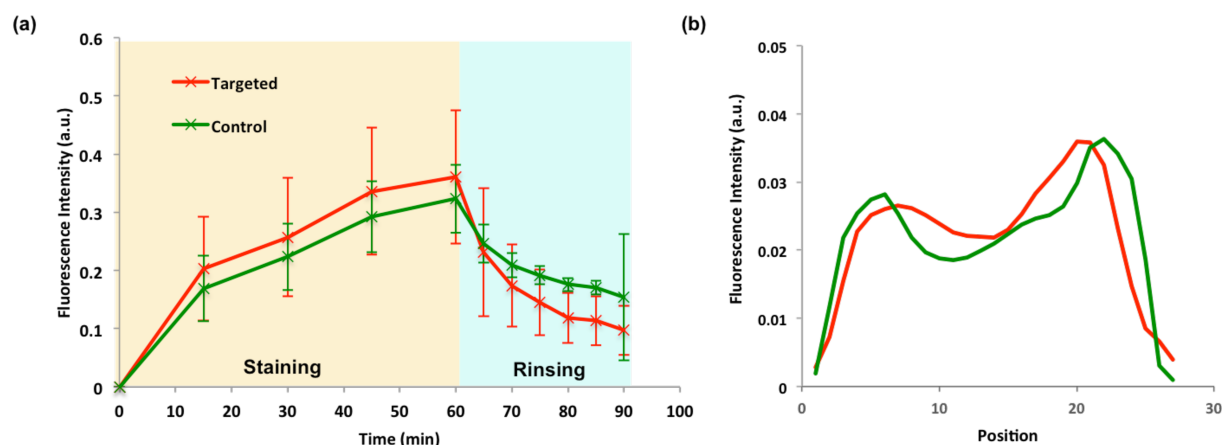 (a)
Fluorescence Intensity (a.u.)
0.6
0.5
0.4
0.3
0.2
0.1
0
Targeted
Control
Staining
Rinsing
0 10 20 30 40 50 60 70 80 90 100
Time (min)
(b)
Fluorescence Intensity (a.u.)
0.05
0.04
0.03
0.02
0.01
0
0 10 20 30
Position